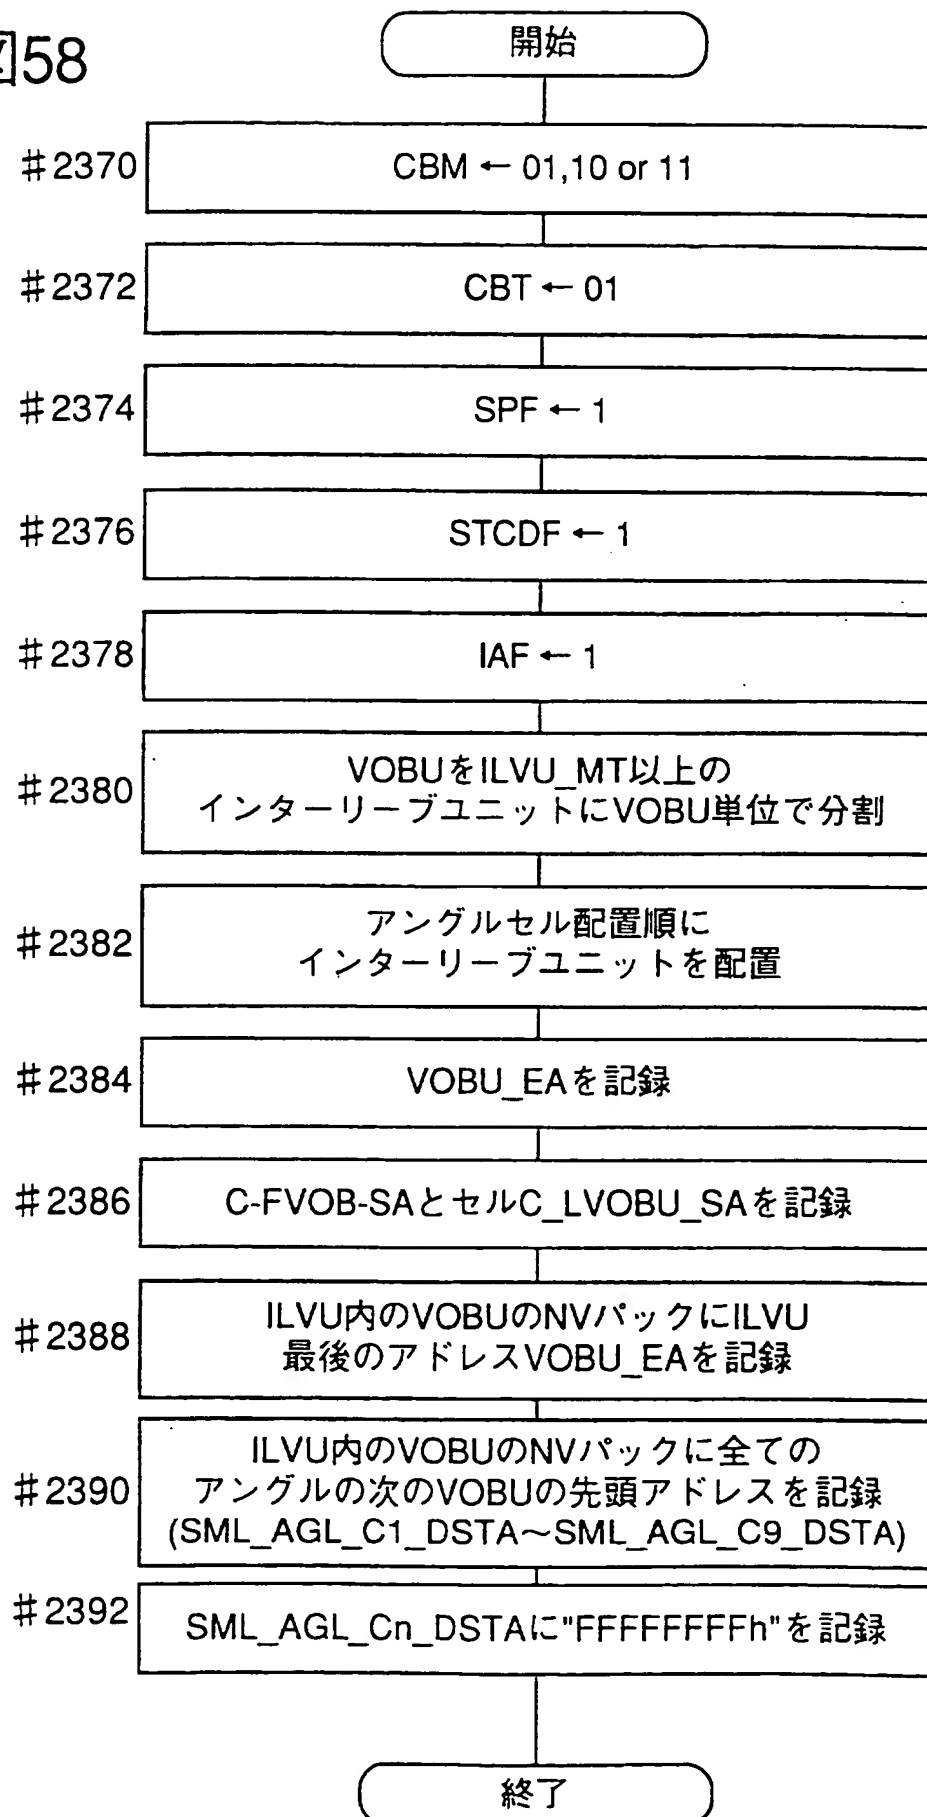 図58
開始
#2370
CBM ← 01,10 or 11
#2372
CBT ← 01
#2374
SPF ← 1
#2376
STCDF ← 1
#2378
IAF ← 1
#2380
VOBUをILVU_MT以上の
インターリーブユニットにVOBU単位で分割
#2382
アングルセル配置順に
インターリーブユニットを配置
#2384
VOBU_EAを記録
#2386
C-FVOB-SAとセルC_LVOBU_SAを記録
#2388
ILVU内のVOBUのNVパックにILVU
最後のアドレスVOBU_EAを記録
#2390
ILVU内のVOBUのNVパックに全ての
アングルの次のVOBUの先頭アドレスを記録
(SML_AGL_C1_DSTA〜SML_AGL_C9_DSTA)
#2392
SML_AGL_Cn_DSTAに"FFFFFFFFh"を記録
終了